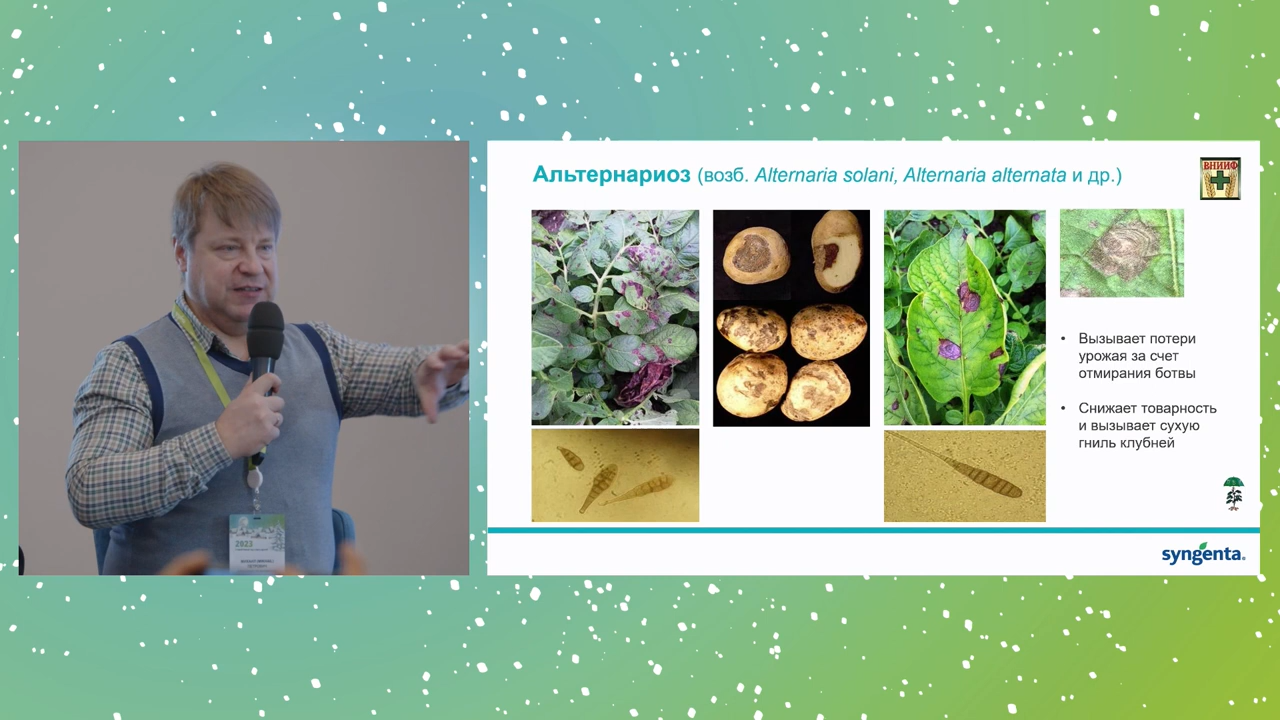 Альтернариоз (возб. Alternaria solani, Alternaria alternata и др.)
ВНИИФ
• Вызывает потери
урожая за счет
отмирания ботвы
• Снижает товарность
и вызывает сухую
гниль клубней
2023
syngenta.